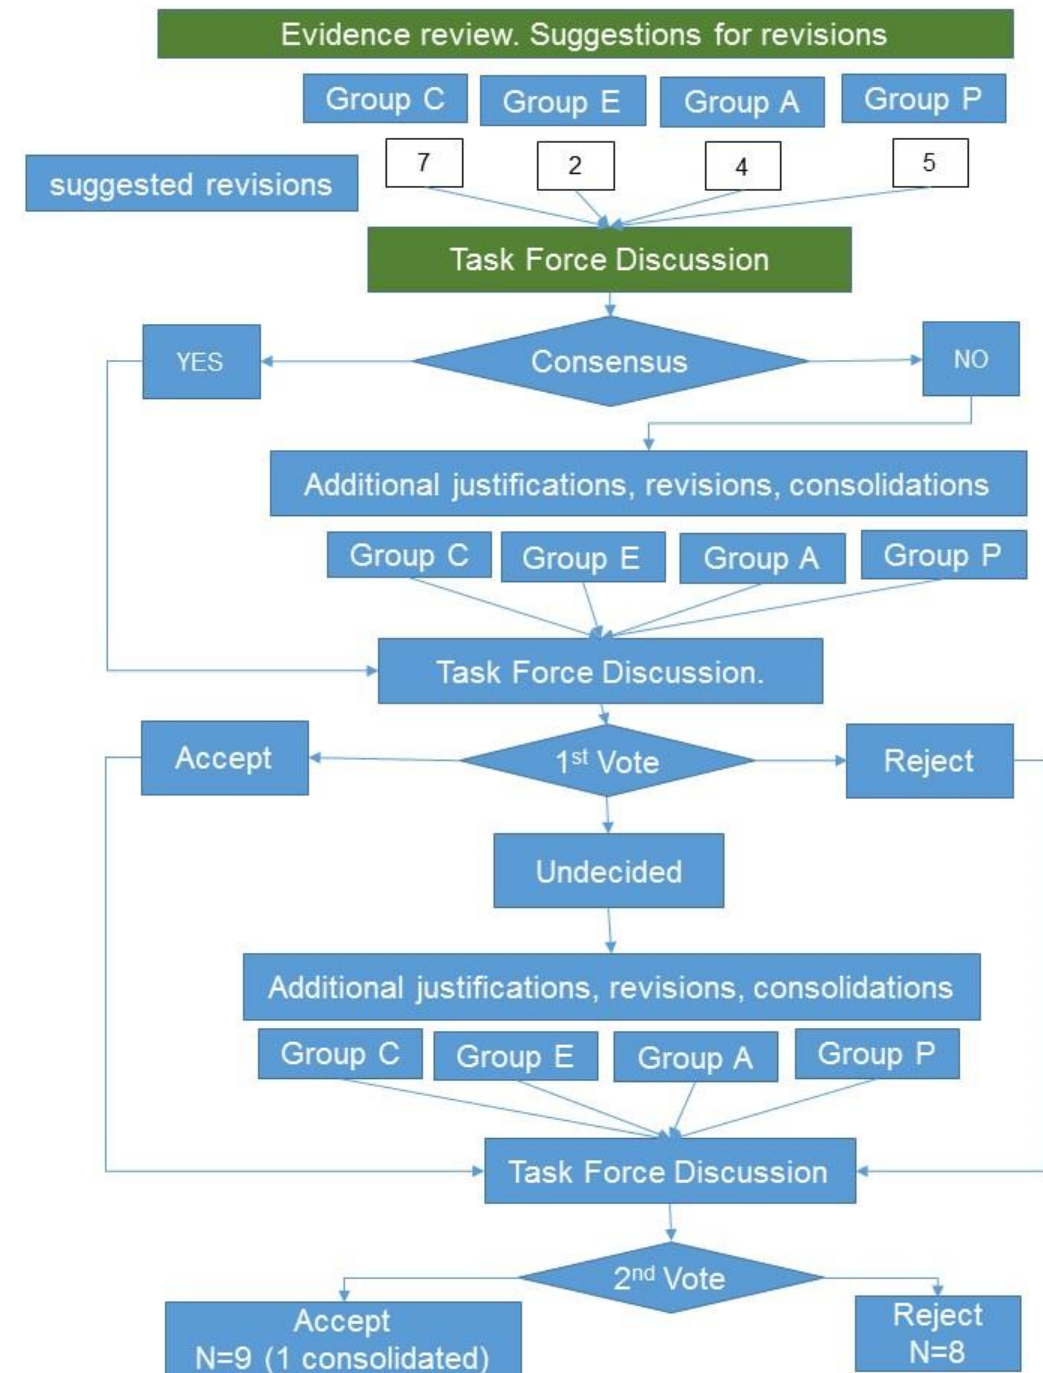 Evidence review. Suggestions for revisions
Group C
Group E
Group A
Group P
suggested revisions
7
2
4
5
Task Force Discussion
YES
Consensus
NO
Additional justifications, revisions, consolidations
Group C
Group E
Group A
Group P
Task Force Discussion.
Accept
1st Vote
Reject
Undecided
Additional justifications, revisions, consolidations
Group C
Group E
Group A
Group P
Task Force Discussion
2nd Vote
Accept
N=9 (1 consolidated)
Reject
N=8